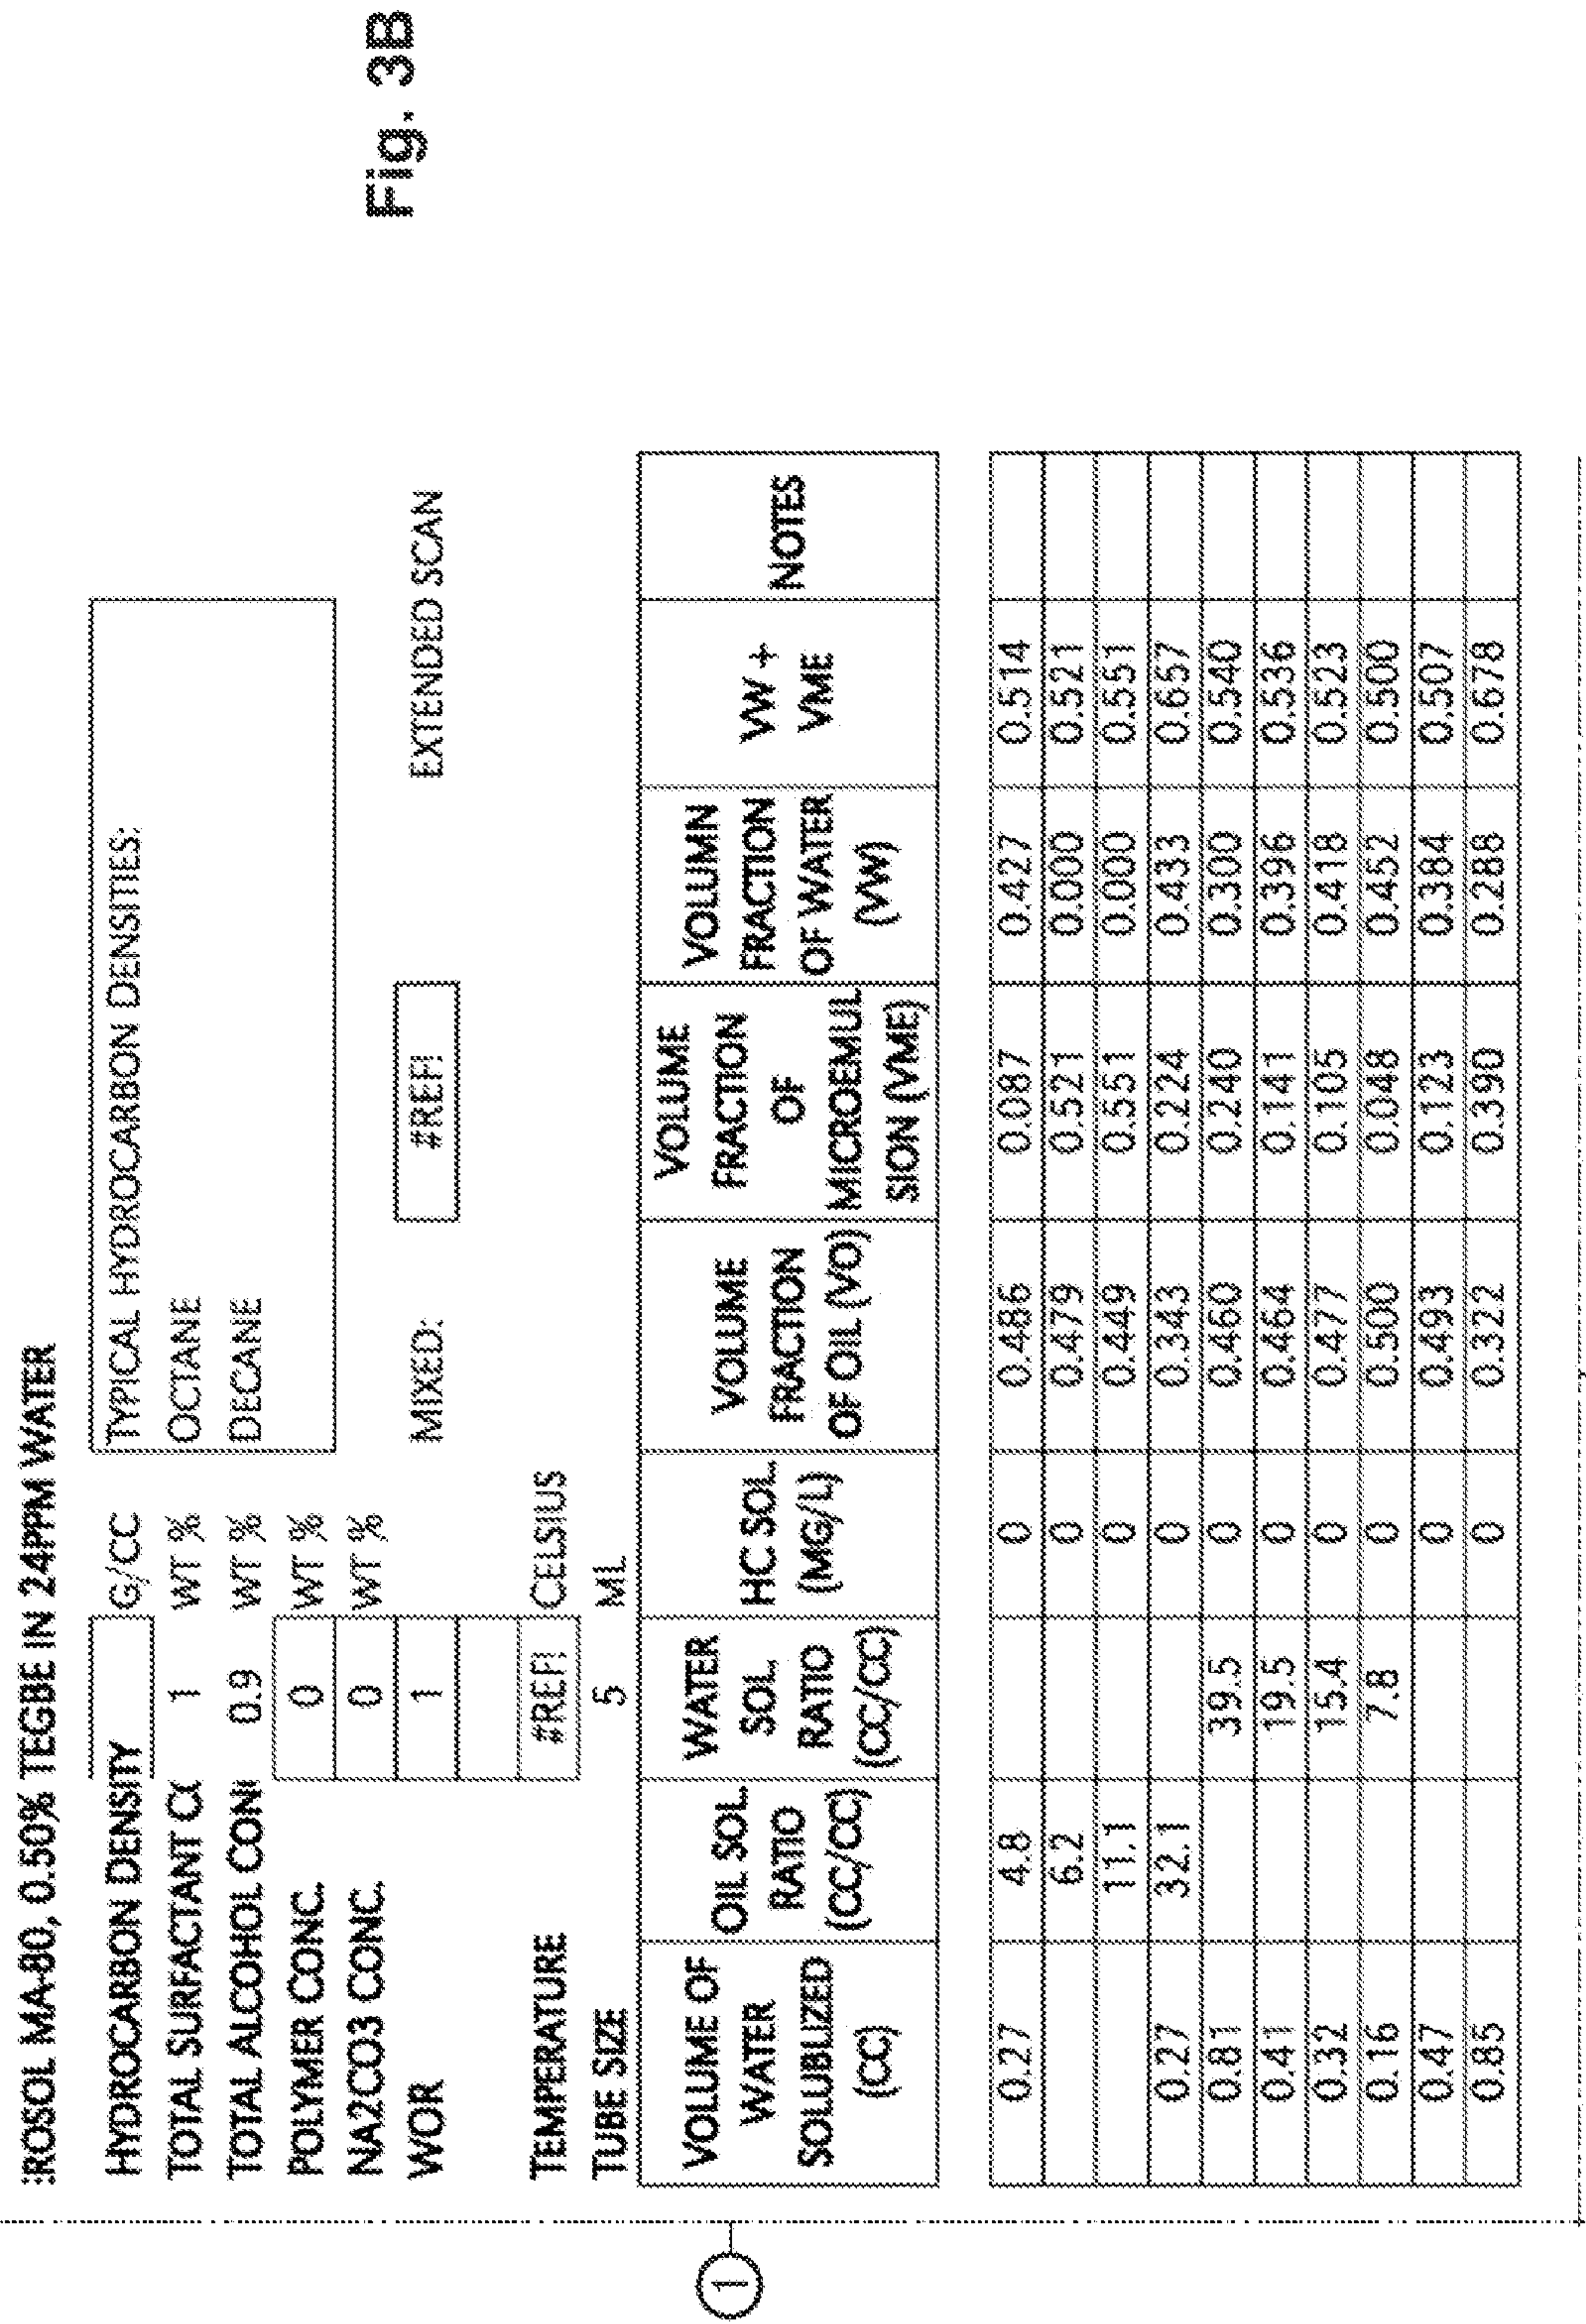 :ROSOL MA-80, 0.50% TEGBE IN 24PPM WATER
HYDROCARBON DENSITY G/CC
TOTAL SURFACTANT CO 1 WT %
TOTAL ALCOHOL CON 0.9 WT %
POLYMER CONC. 0 WT %
NA2CO3 CONC. 0 WT %
WOR 1
TYPICAL HYDROCARBON DENSITIES:
OCTANE
DECANE
MIXED: #REF! EXTENDED SCAN
TEMPERATURE #REF! CELSIUS
TUBE SIZE 5 ML
VOLUME OF WATER SOLUBLIZED (CC) OIL SOL. RATIO (CC/CC) WATER SOL. RATIO (CC/CC) HC SOL. (MG/L) VOLUME FRACTION OF OIL (VO) VOLUME FRACTION OF MICROEMULSION (VME) VOLUMN FRACTION OF WATER (VW) VW + VME NOTES
0.27 4.8 0 0.486 0.087 0.427 0.514
6.2 0 0.479 0.521 0.000 0.521
11.1 0 0.449 0.551 0.000 0.551
0.27 32.1 0 0.343 0.224 0.433 0.657
0.81 39.5 0 0.460 0.240 0.300 0.540
0.41 19.5 0 0.464 0.141 0.396 0.536
0.32 15.4 0 0.477 0.105 0.418 0.523
0.16 7.8 0 0.500 0.048 0.452 0.500
0.47 0 0.493 0.123 0.384 0.507
0.85 0 0.322 0.390 0.288 0.678
1
Fig. 3B